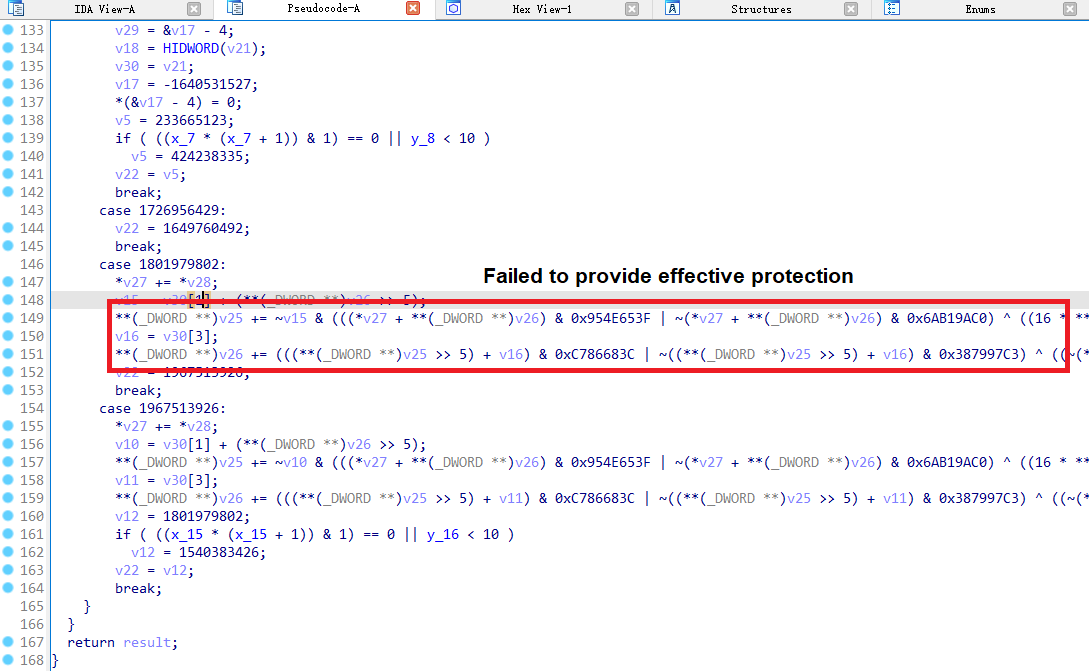 IDA View-A
Pseudocode-A
Hex View-1
Structures
Enums
133 v29 = &v17 - 4;
134 v18 = HIDWORD(v21);
135 v30 = v21;
136 v17 = -1640531527;
137 *(&v17 - 4) = 0;
138 v5 = 233665123;
139 if ( ((x_7 * (x_7 + 1)) & 1) == 0 || y_8 < 10 )
140 v5 = 424238335;
141 v22 = v5;
142 break;
143 case 1726956429:
144 v22 = 1649760492;
145 break;
146 case 1801979802:
Failed to provide effective protection
147 *v27 += *v28;
148 v15 = v30[1] + (**(_DWORD **)v26 >> 5);
149 **(_DWORD **)v25 += ~v15 & (((*v27 + **(_DWORD **)v26) & 0x954E653F | ~(*v27 + **(_DWORD **)v26) & 0x6AB19AC0) ^ ((16 * **
150 v16 = v30[3];
151 **(_DWORD **)v26 += (((**(_DWORD **)v25 >> 5) + v16) & 0xC786683C | ~((**(_DWORD **)v25 >> 5) + v16) & 0x387997C3) ^ ((~(*
152 v22 = 1967513926;
153 break;
154 case 1967513926:
155 *v27 += *v28;
156 v10 = v30[1] + (**(_DWORD **)v26 >> 5);
157 **(_DWORD **)v25 += ~v10 & (((*v27 + **(_DWORD **)v26) & 0x954E653F | ~(*v27 + **(_DWORD **)v26) & 0x6AB19AC0) ^ ((16 * **
158 v11 = v30[3];
159 **(_DWORD **)v26 += (((**(_DWORD **)v25 >> 5) + v11) & 0xC786683C | ~((**(_DWORD **)v25 >> 5) + v11) & 0x387997C3) ^ ((~(*
160 v12 = 1801979802;
161 if ( ((x_15 * (x_15 + 1)) & 1) == 0 || y_16 < 10 )
162 v12 = 1540383426;
163 v22 = v12;
164 break;
165 }
166 }
167 return result;
168 }